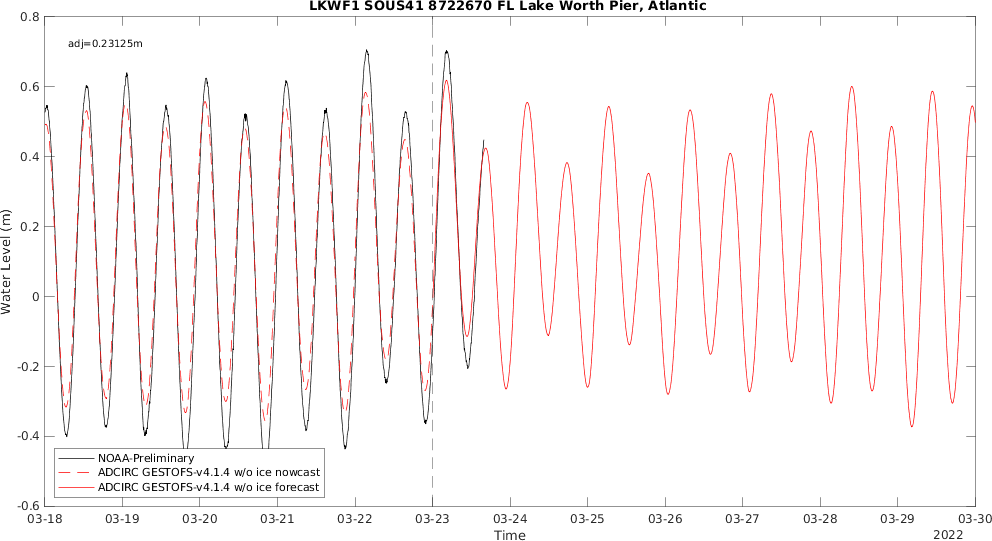 LKWF1 SOUS41 8722670 FL Lake Worth Pier, Atlantic
adj=0.23125m
0.8
0.6
0.4
0.2
0
-0.2
-0.4
-0.6
Water Level (m)
NOAA-Preliminary
ADCIRC GESTOFS-v4.1.4 w/o ice nowcast
ADCIRC GESTOFS-v4.1.4 w/o ice forecast
03-18 03-19 03-20 03-21 03-22 03-23 03-24 03-25 03-26 03-27 03-28 03-29 03-30
Time
2022